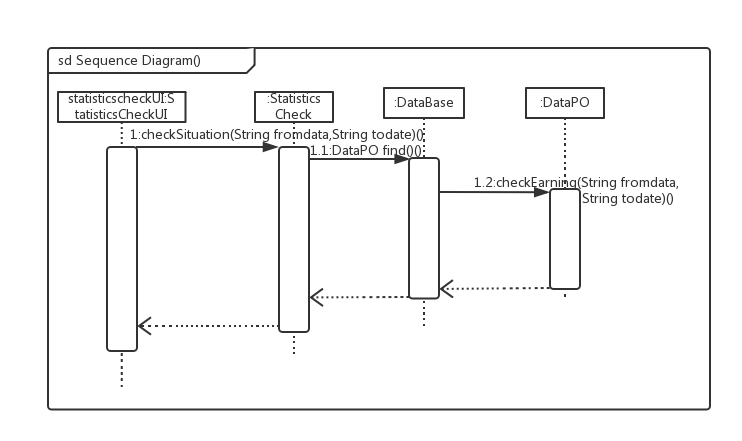 sd Sequence Diagram()
statisticscheckUI:S
tatisticsCheckUI
:Statistics
Check
:DataBase
:DataPO
1:checkSituation(String fromdata,String todate)()
1.1:DataPO find()()
1.2:checkEarning(String fromdata,
String todate)()